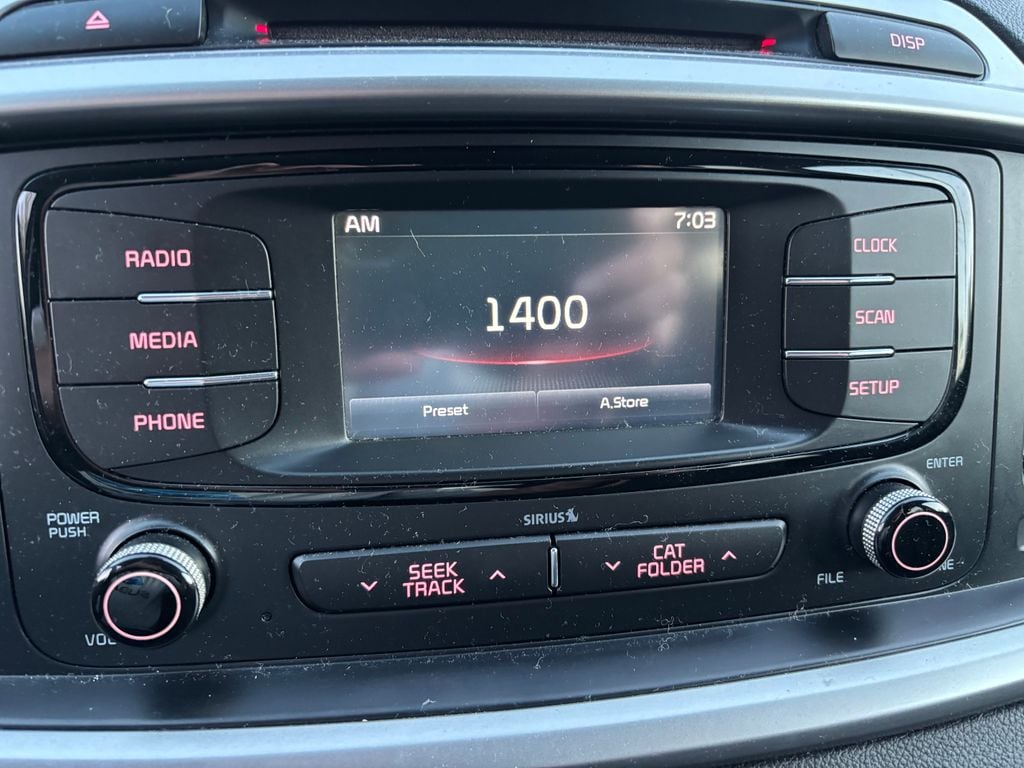 DISP
AM 7:03
1400
Preset A.Store
RADIO
MEDIA
PHONE
CLOCK
SCAN
SETUP
POWER
PUSH
SIRIUS
ENTER
SEEK
TRACK
CAT
FOLDER
FILE